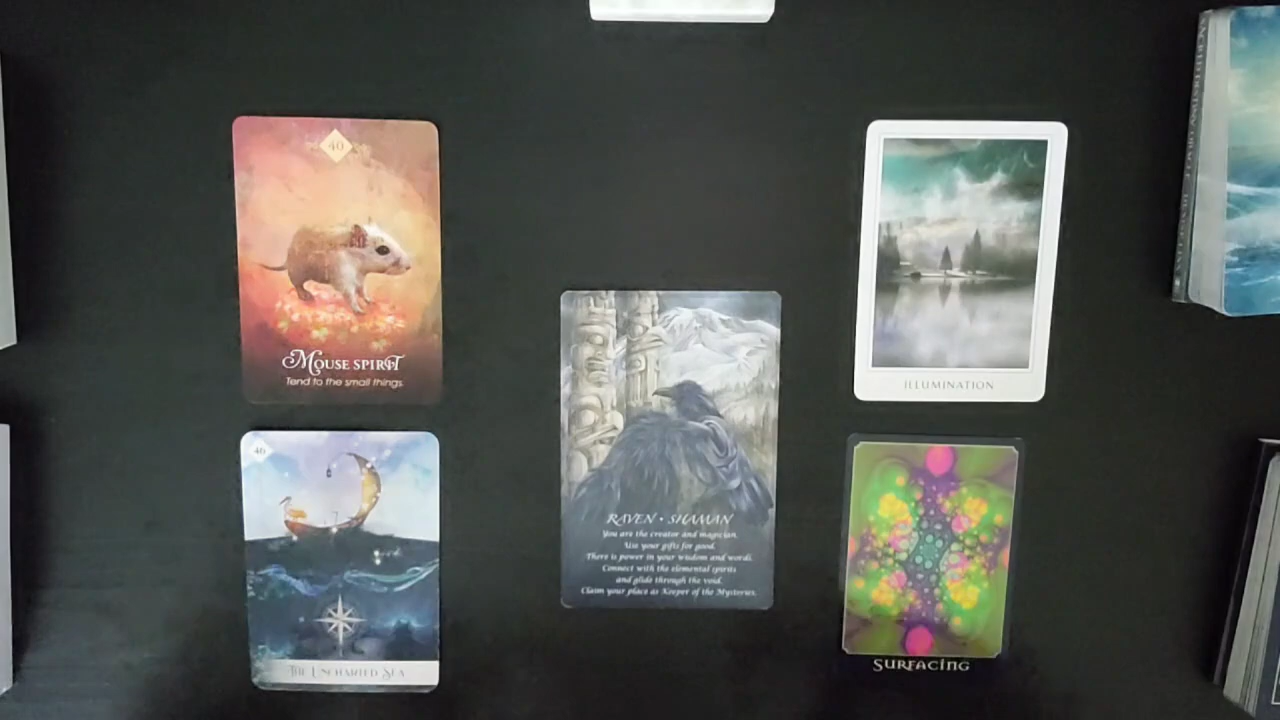 40
MOUSE SPIRIT
Tend to the small things.
ILLUMINATION
46
THE UNCHARTED SEA
RAVEN • SHAMAN
You are the creator and magician.
Use your gifts for good.
There is power in your wisdom and words.
Connect with the elemental spirits
and glide through the void.
Claim your place as Keeper of the Mysteries.
SURFACING